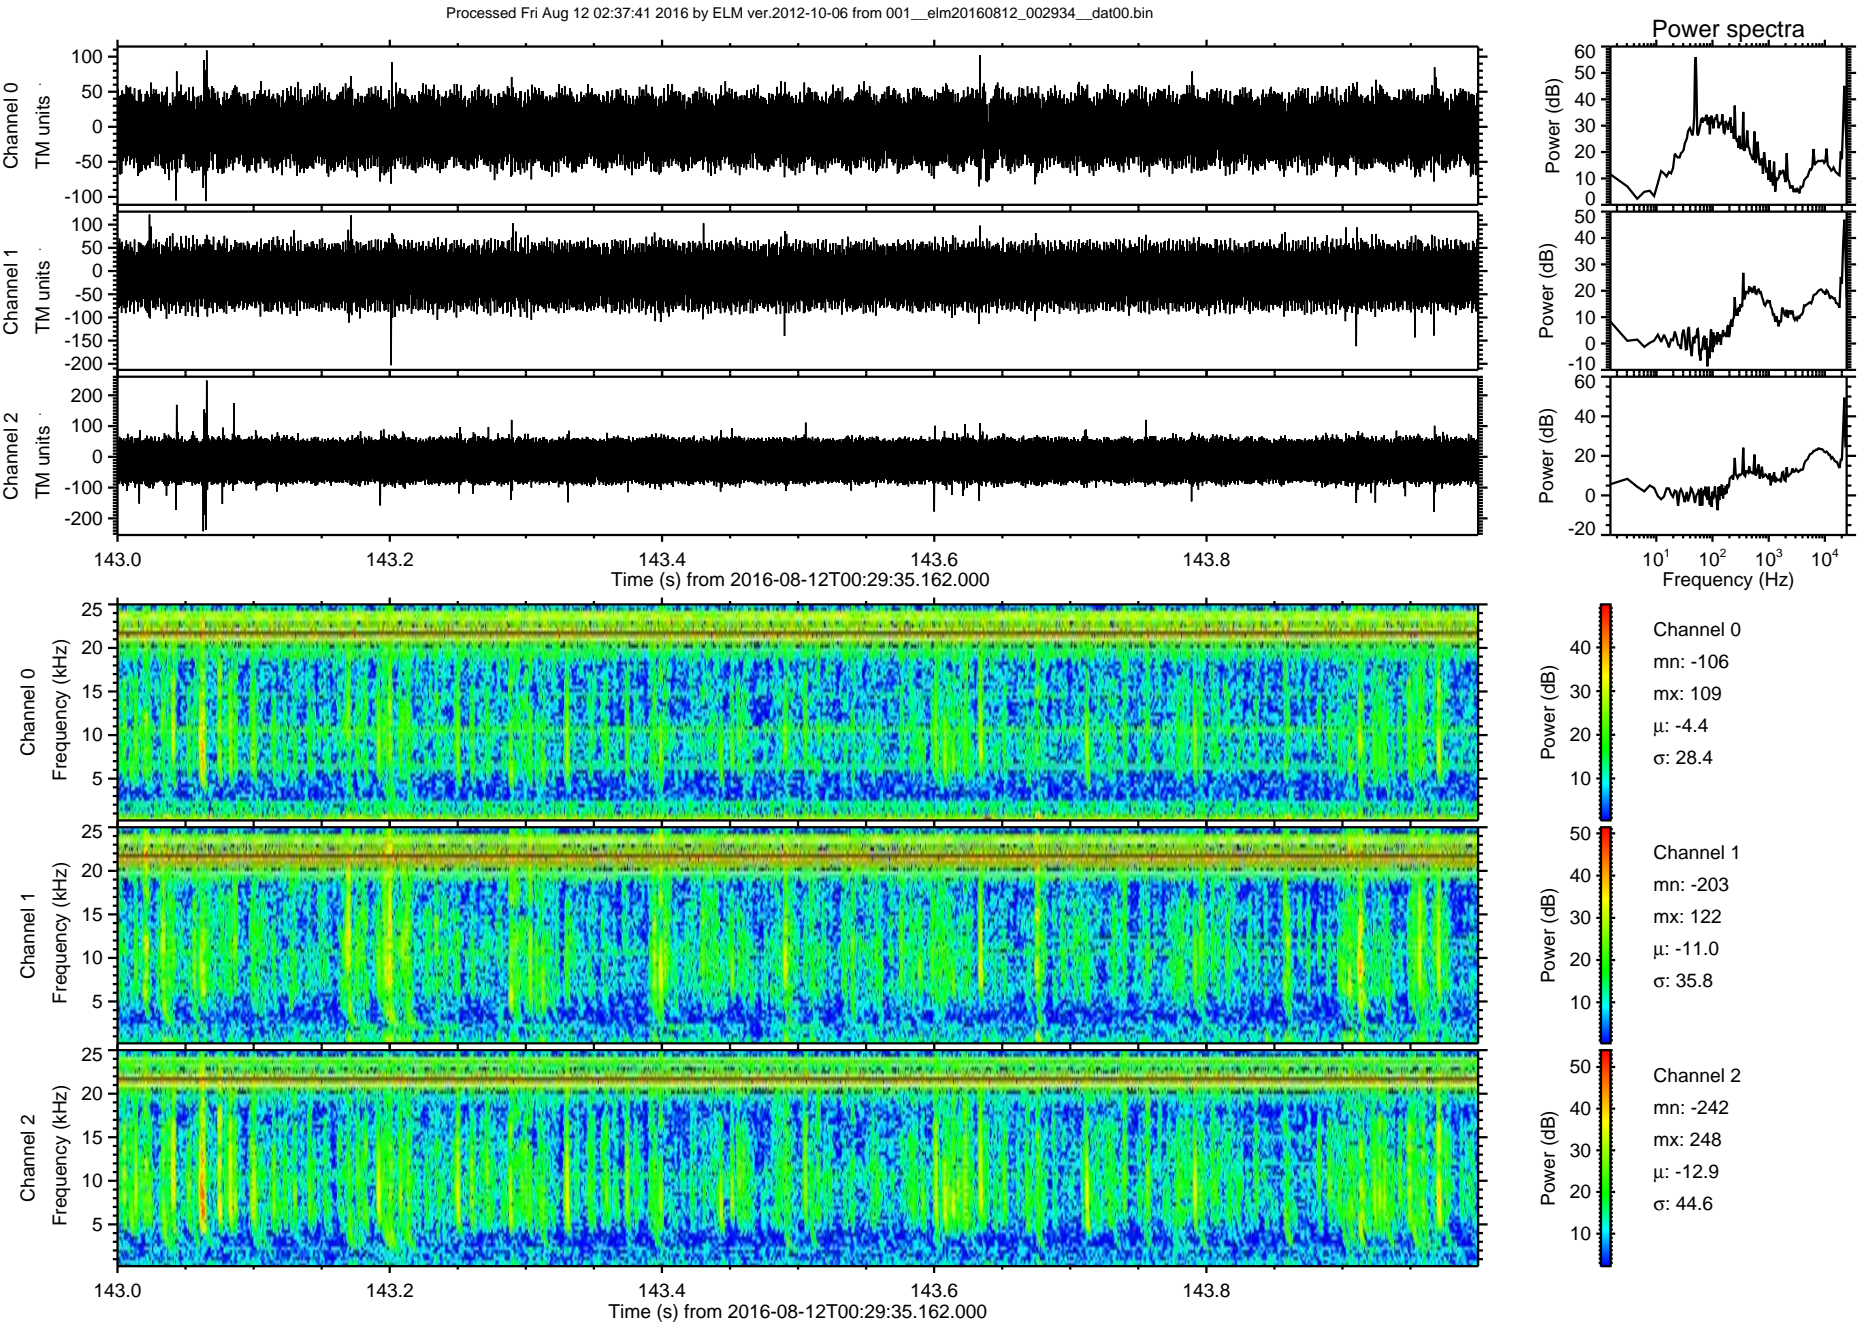 Processed Fri Aug 12 02:37:41 2016 by ELM ver.2012-10-06 from 001__elm20160812_002934__dat00.bin
Power spectra
Channel 0
TM units
100
50
0
-50
-100
Power (dB)
60
50
40
30
20
10
0
Channel 1
TM units
100
50
0
-50
-100
-150
-200
Power (dB)
50
40
30
20
10
0
-10
Channel 2
TM units
200
100
0
-100
-200
Power (dB)
60
40
20
0
-20
143.0 143.2 143.4 143.6 143.8
Time (s) from 2016-08-12T00:29:35.162.000
10¹ 10² 10³ 10⁴
Frequency (Hz)
Channel 0
Frequency (kHz)
25
20
15
10
5
Power (dB)
40
30
20
10
Channel 0
mn: -106
mx: 109
µ: -4.4
σ: 28.4
Channel 1
Frequency (kHz)
25
20
15
10
5
Power (dB)
50
40
30
20
10
Channel 1
mn: -203
mx: 122
µ: -11.0
σ: 35.8
Channel 2
Frequency (kHz)
25
20
15
10
5
Power (dB)
50
40
30
20
10
Channel 2
mn: -242
mx: 248
µ: -12.9
σ: 44.6
143.0 143.2 143.4 143.6 143.8
Time (s) from 2016-08-12T00:29:35.162.000